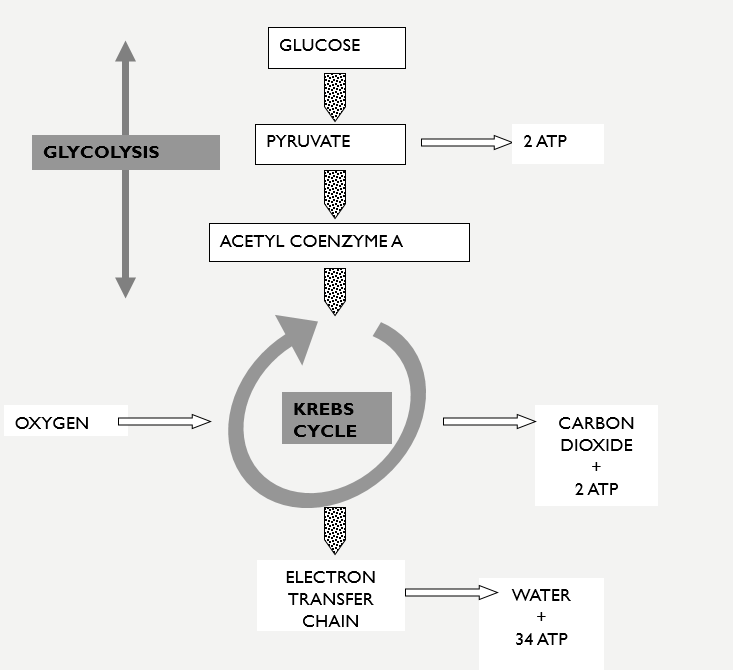 GLUCOSE
GLYCOLYSIS
PYRUVATE
2 ATP
ACETYL COENZYME A
OXYGEN
KREBS
CYCLE
CARBON
DIOXIDE
+
2 ATP
ELECTRON
TRANSFER
CHAIN
WATER
+
34 ATP